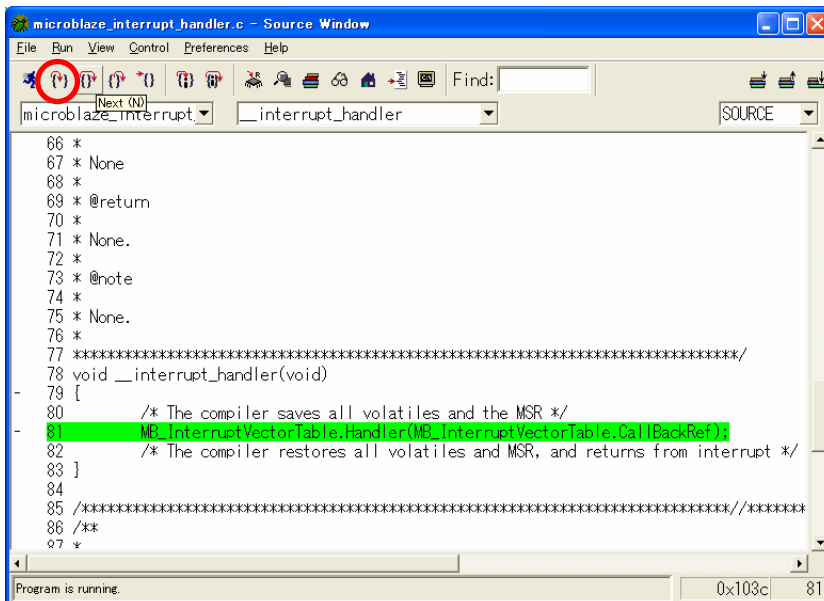 microblaze_interrupt_handler.c - Source Window
File Run View Control Preferences Help
Find:
Next (N)
microblaze_interrupt. __interrupt_handler SOURCE
66 *
67 * None
68 *
69 * @return
70 *
71 * None.
72 *
73 * @note
74 *
75 * None.
76 *
77 ******************************************************************************/
78 void __interrupt_handler(void)
- 79 {
80 /* The compiler saves all volatiles and the MSR */
- 81 MB_InterruptVectorTable.Handler(MB_InterruptVectorTable.CallBackRef);
82 /* The compiler restores all volatiles and MSR, and returns from interrupt */
83 }
84
85 /*****************************************************************************//*******
86 /**
87 *
Program is running. 0x103c 81